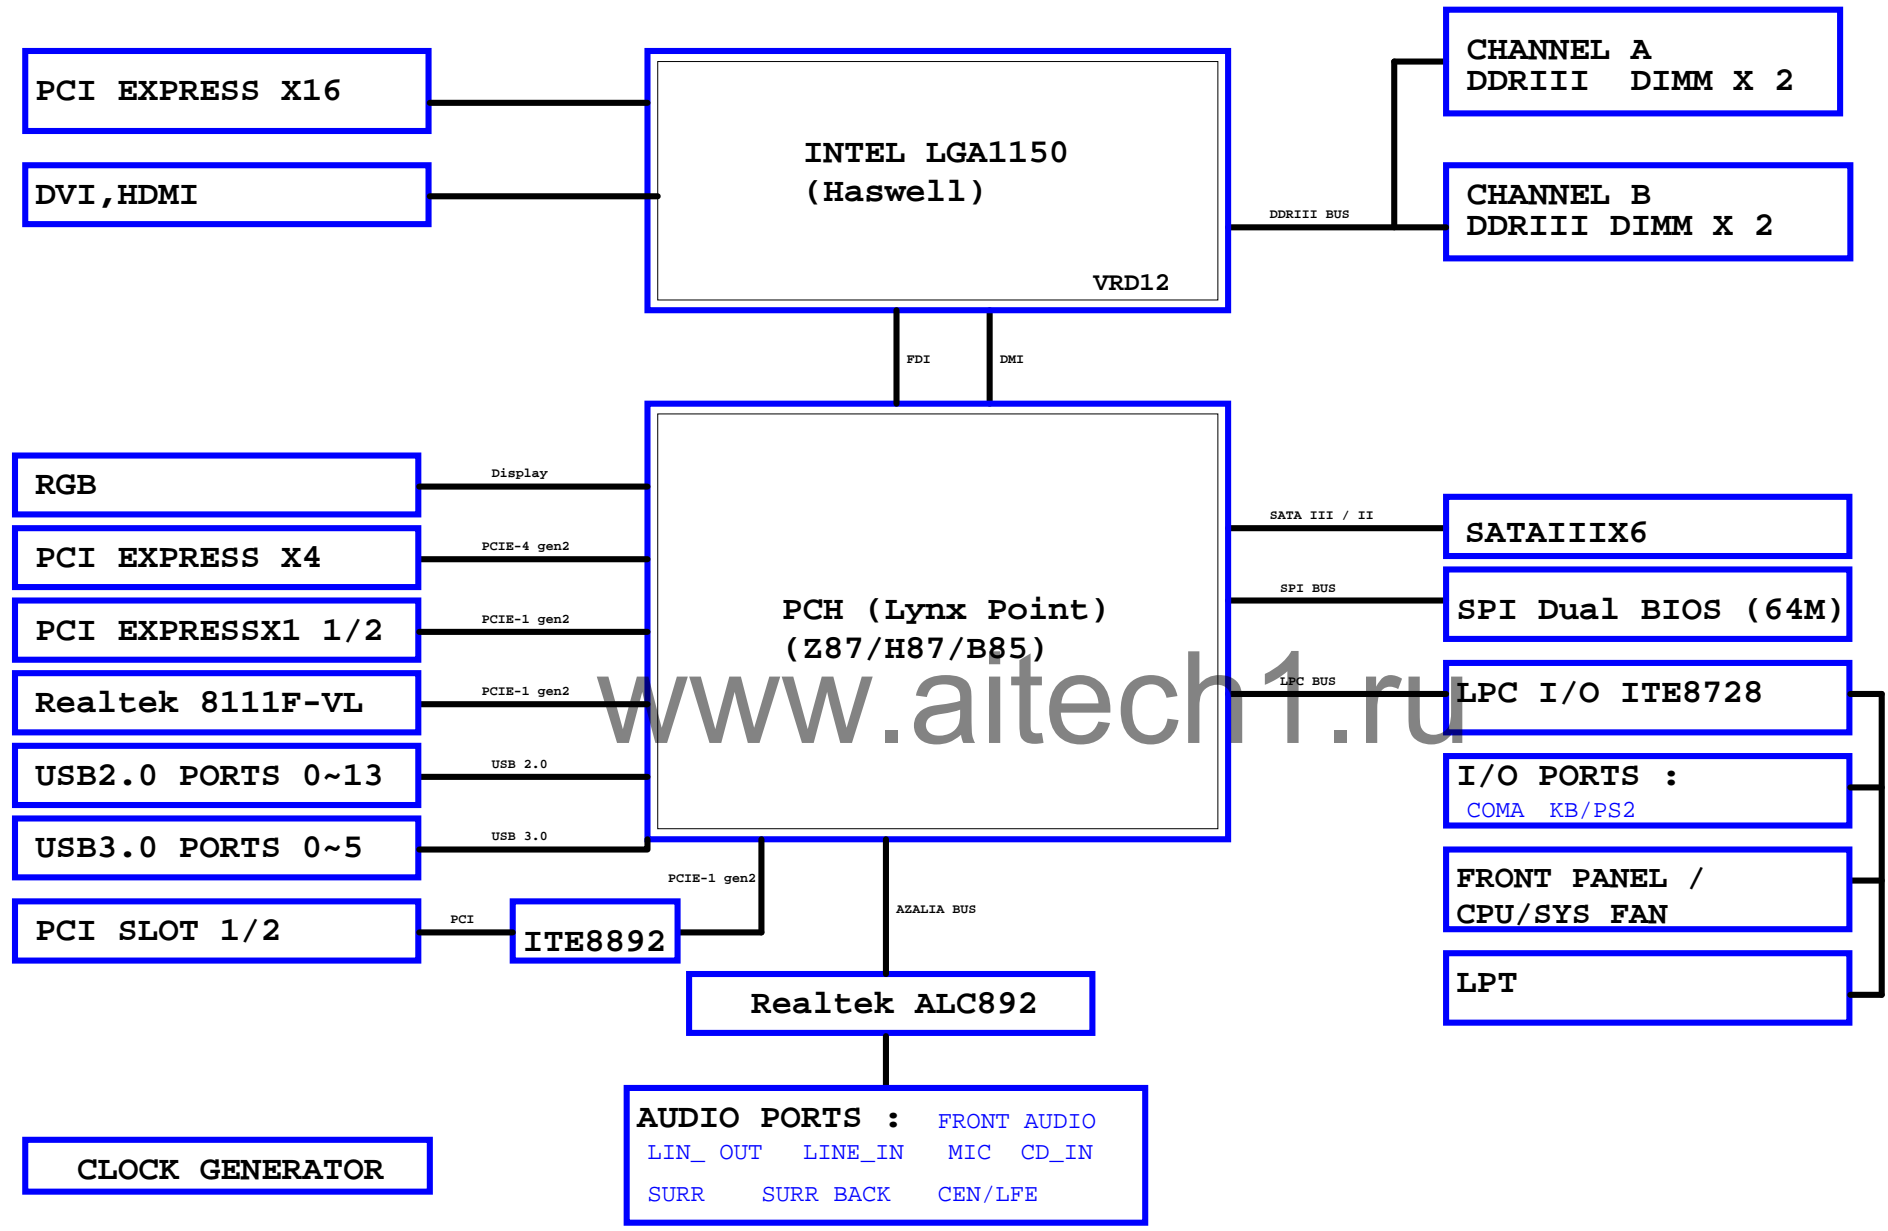 PCI EXPRESS X16
DVI,HDMI
INTEL LGA1150
(Haswell)
VRD12
DDRIII BUS
CHANNEL A
DDRIII DIMM X 2
CHANNEL B
DDRIII DIMM X 2
FDI
DMI
RGB
Display
PCI EXPRESS X4
PCIE-4 gen2
PCI EXPRESSX1 1/2
PCIE-1 gen2
Realtek 8111F-VL
PCIE-1 gen2
USB2.0 PORTS 0~13
USB 2.0
USB3.0 PORTS 0~5
USB 3.0
PCI SLOT 1/2
PCI
ITE8892
PCIE-1 gen2
PCH (Lynx Point)
(Z87/H87/B85)
www.aitech1.ru
SATA III / II
SATAIIIX6
SPI BUS
SPI Dual BIOS (64M)
LPC BUS
LPC I/O ITE8728
I/O PORTS :
COMA KB/PS2
FRONT PANEL /
CPU/SYS FAN
LPT
AZALIA BUS
Realtek ALC892
AUDIO PORTS : FRONT AUDIO
LIN_ OUT LINE_IN MIC CD_IN
SURR SURR BACK CEN/LFE
CLOCK GENERATOR